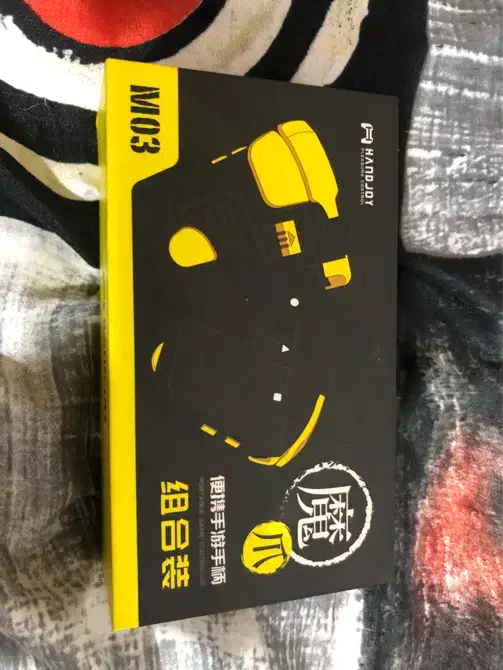 HANDJOY
PLEASURE CONTROL
M03
魔
爪
便携手游手柄
PORTABLE GAME CONTROLLER
组合装